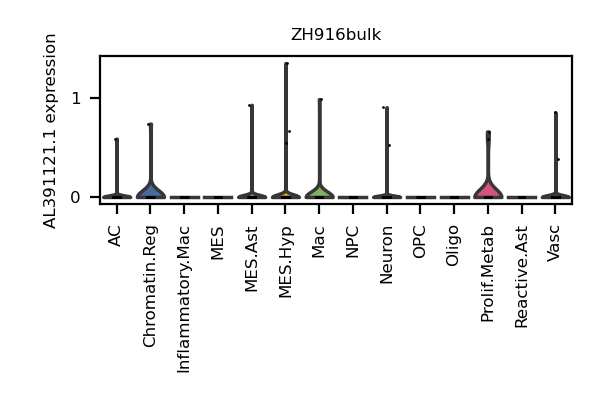 ZH916bulk
AL391121.1 expression
1
0
AC
Chromatin.Reg
Inflammatory.Mac
MES
MES.Ast
MES.Hyp
Mac
NPC
Neuron
OPC
Oligo
Prolif.Metab
Reactive.Ast
Vasc